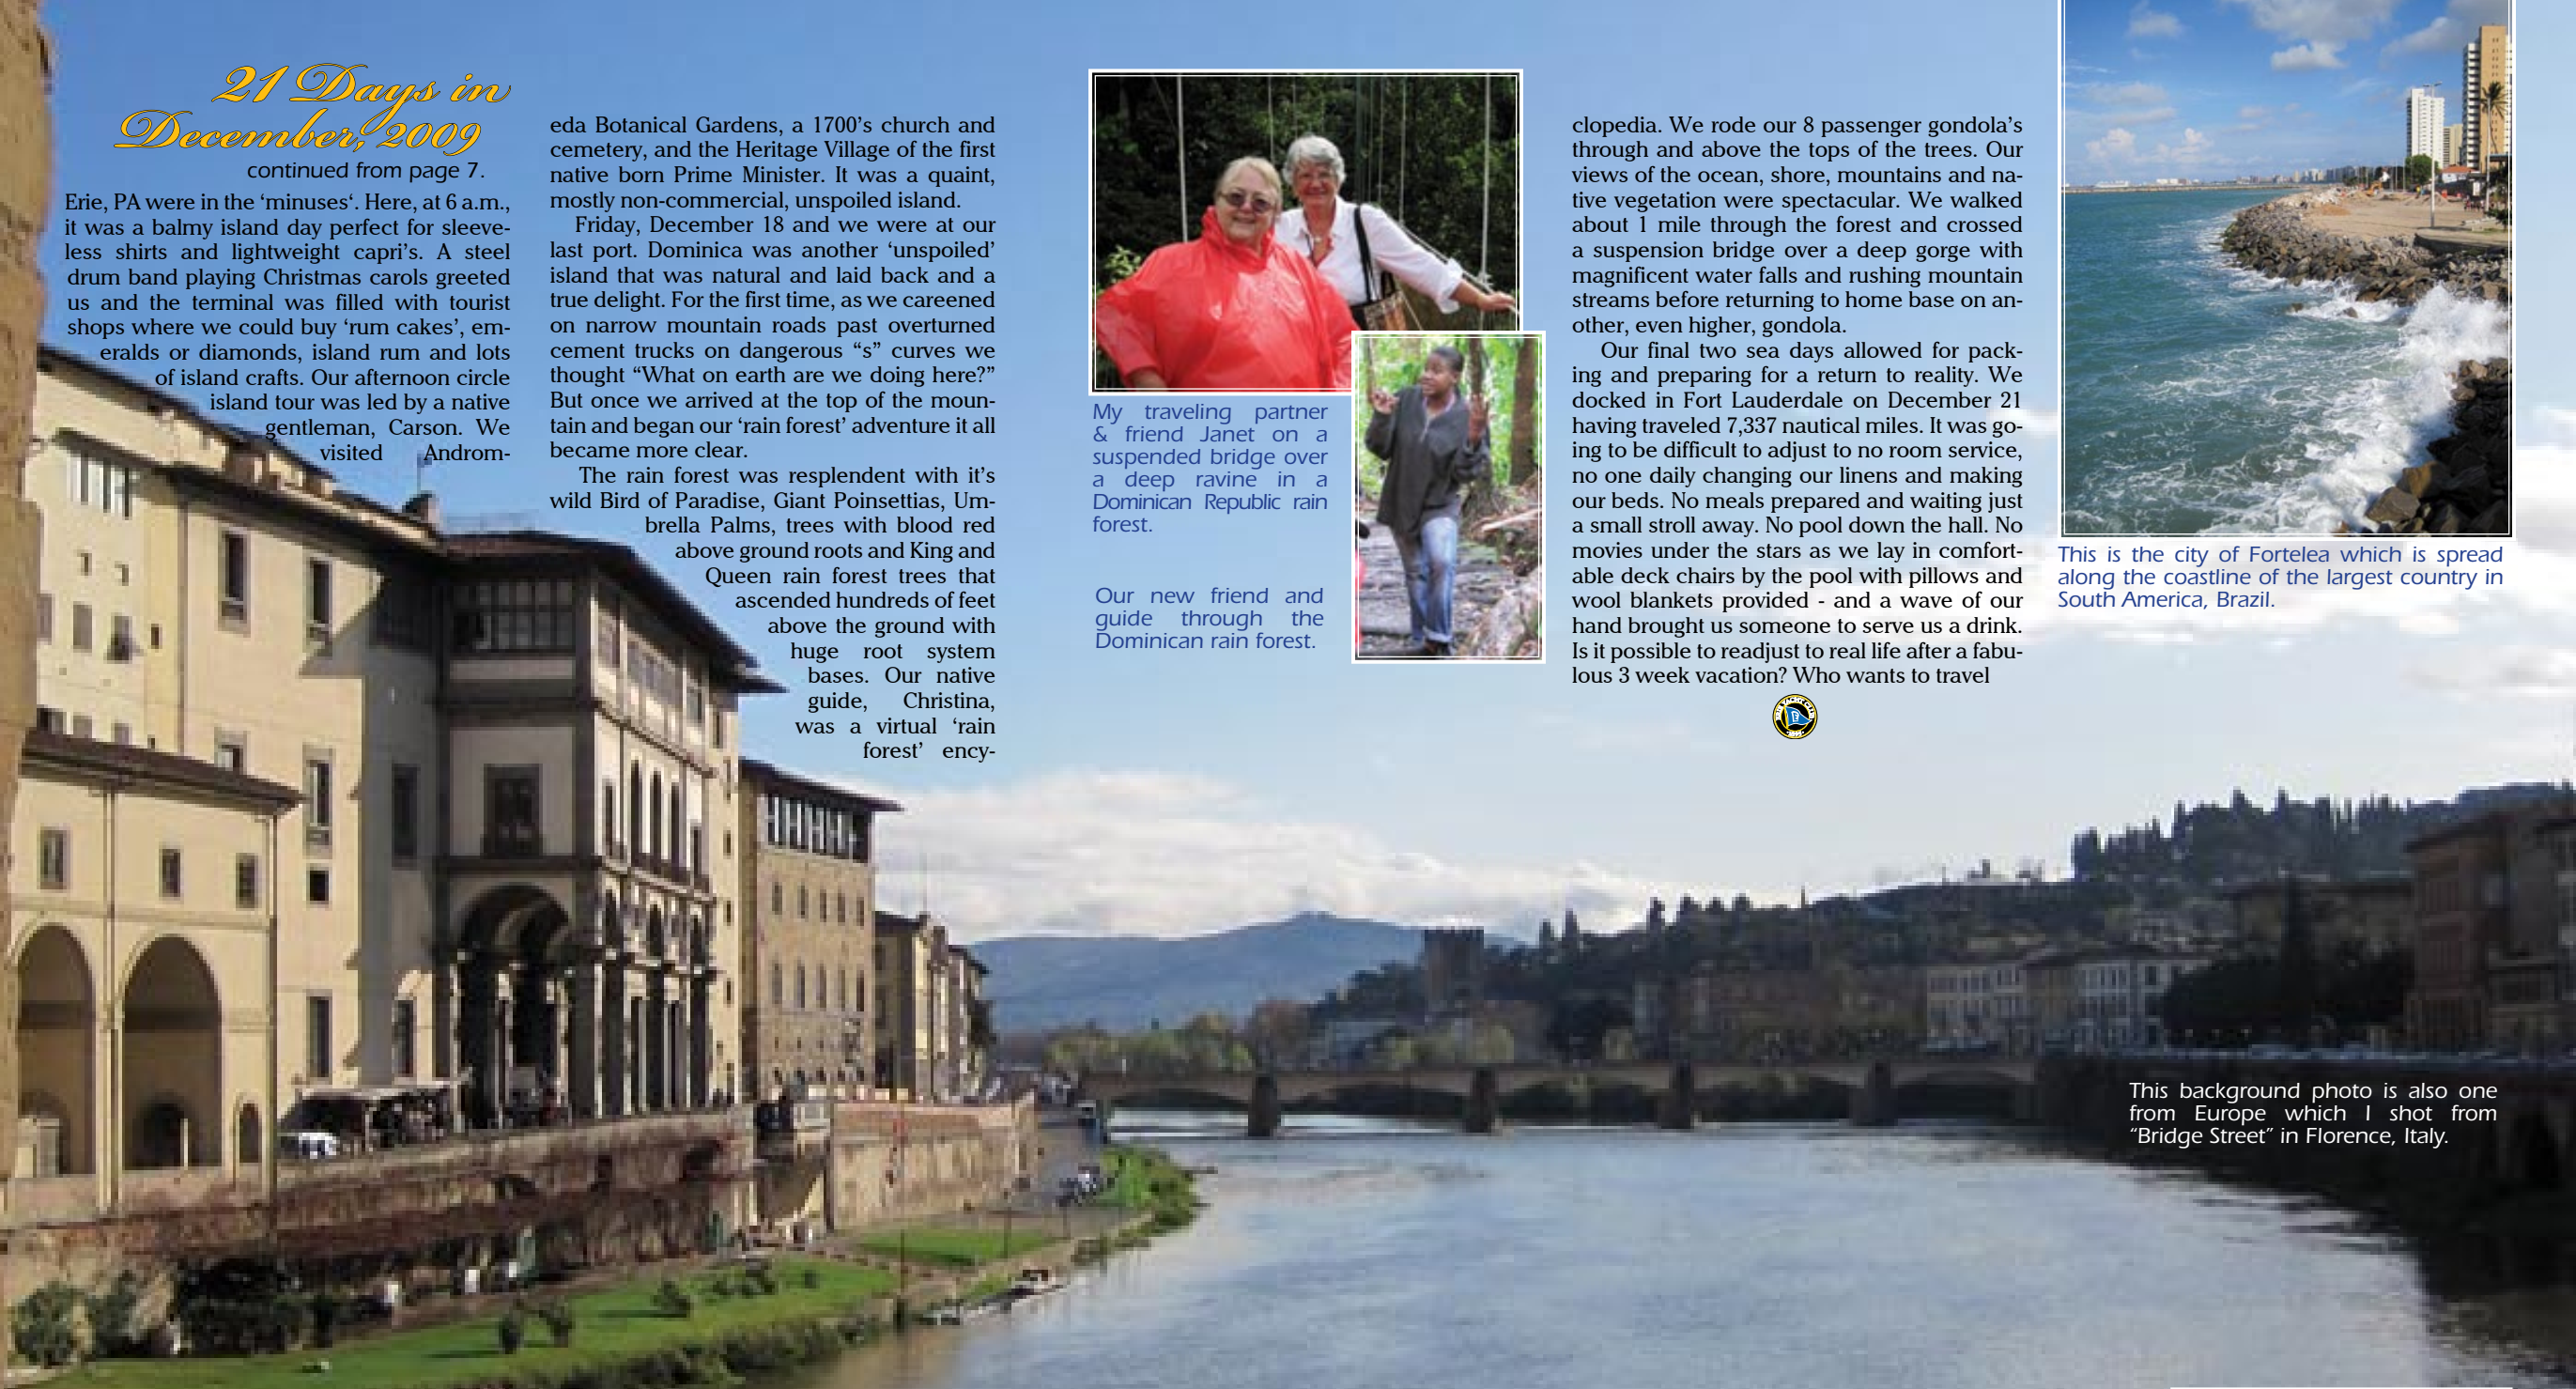 21 Days in
December, 2009
continued from page 7.
Erie, PA were in the ‘minuses‘. Here, at 6 a.m.,
it was a balmy island day perfect for sleeve-
less shirts and lightweight capri's. A steel
drum band playing Christmas carols greeted
us and the terminal was filled with tourist
shops where we could buy ‘rum cakes’, em-
eralds or diamonds, island rum and lots
of island crafts. Our afternoon circle
island tour was led by a native
gentleman, Carson. We
visited Androm-
eda Botanical Gardens, a 1700’s church and
cemetery, and the Heritage Village of the first
native born Prime Minister. It was a quaint,
mostly non-commercial, unspoiled island.
Friday, December 18 and we were at our
last port. Dominica was another ‘unspoiled’
island that was natural and laid back and a
true delight. For the first time, as we careened
on narrow mountain roads past overturned
cement trucks on dangerous “s” curves we
thought “What on earth are we doing here?”
But once we arrived at the top of the moun-
tain and began our ‘rain forest’ adventure it all
became more clear.
The rain forest was resplendent with it’s
wild Bird of Paradise, Giant Poinsettias, Um-
brella Palms, trees with blood red
above ground roots and King and
Queen rain forest trees that
ascended hundreds of feet
above the ground with
huge root system
bases. Our native
guide, Christina,
was a virtual ‘rain
forest’ ency-
My traveling partner
& friend Janet on a
suspended bridge over
a deep ravine in a
Dominican Republic rain
forest.
Our new friend and
guide through the
Dominican rain forest.
clopedia. We rode our 8 passenger gondola’s
through and above the tops of the trees. Our
views of the ocean, shore, mountains and na-
tive vegetation were spectacular. We walked
about 1 mile through the forest and crossed
a suspension bridge over a deep gorge with
magnificent water falls and rushing mountain
streams before returning to home base on an-
other, even higher, gondola.
Our final two sea days allowed for pack-
ing and preparing for a return to reality. We
docked in Fort Lauderdale on December 21
having traveled 7,337 nautical miles. It was go-
ing to be difficult to adjust to no room service,
no one daily changing our linens and making
our beds. No meals prepared and waiting just
a small stroll away. No pool down the hall. No
movies under the stars as we lay in comfort-
able deck chairs by the pool with pillows and
wool blankets provided - and a wave of our
hand brought us someone to serve us a drink.
Is it possible to readjust to real life after a fabu-
lous 3 week vacation? Who wants to travel
This is the city of Fortelea which is spread
along the coastline of the largest country in
South America, Brazil.
This background photo is also one
from Europe which I shot from
“Bridge Street” in Florence, Italy.